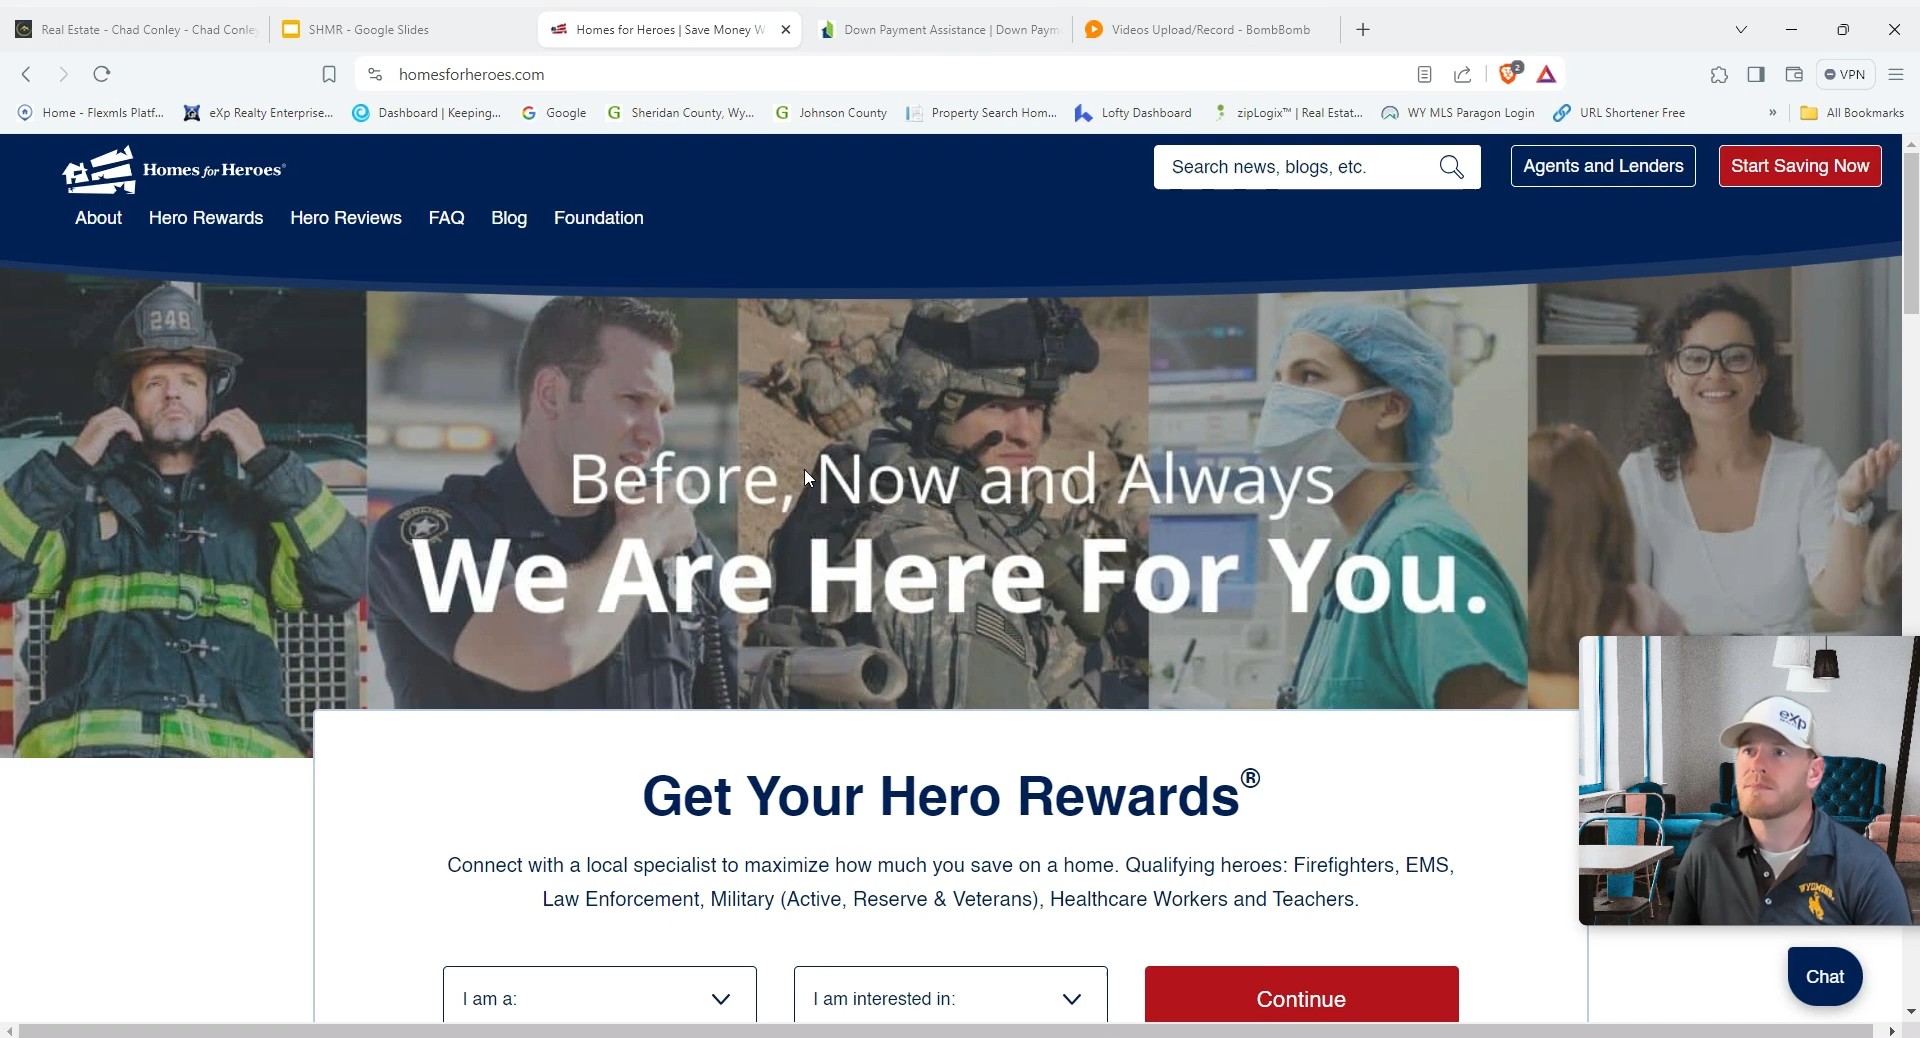 Real Estate - Chad Conley - Chad Conle
SHMR - Google Slides
Homes for Heroes | Save Money W
Down Payment Assistance | Down Paym
Videos Upload/Record - BombBomb
homesforheroes.com
2
VPN
Home - Flexmls Platf...
eXp Realty Enterprise...
Dashboard | Keeping...
Google
Sheridan County, Wy...
Johnson County
Property Search Hom...
Lofty Dashboard
zipLogix™ | Real Estat...
WY MLS Paragon Login
URL Shortener Free
»
All Bookmarks
Homes for Heroes®
Search news, blogs, etc.
Agents and Lenders
Start Saving Now
About
Hero Rewards
Hero Reviews
FAQ
Blog
Foundation
248
Before, Now and Always
We Are Here For You.
Get Your Hero Rewards®
Connect with a local specialist to maximize how much you save on a home. Qualifying heroes: Firefighters, EMS,
Law Enforcement, Military (Active, Reserve & Veterans), Healthcare Workers and Teachers.
I am a:
I am interested in:
Continue
eXp
WYOMING
Chat